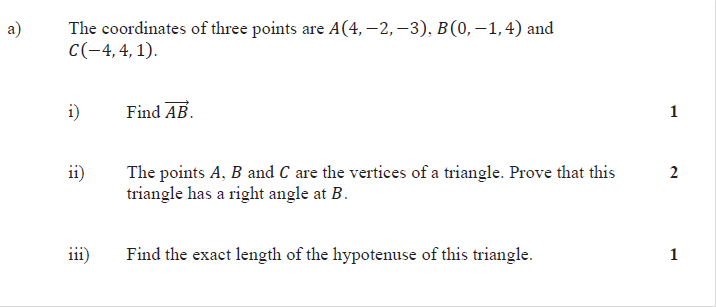 a) The coordinates of three points are A(4, −2, −3), B(0, −1, 4) and
C(−4, 4, 1).
i) Find \overrightarrow{AB}. 1
ii) The points A, B and C are the vertices of a triangle. Prove that this 2
triangle has a right angle at B.
iii) Find the exact length of the hypotenuse of this triangle. 1